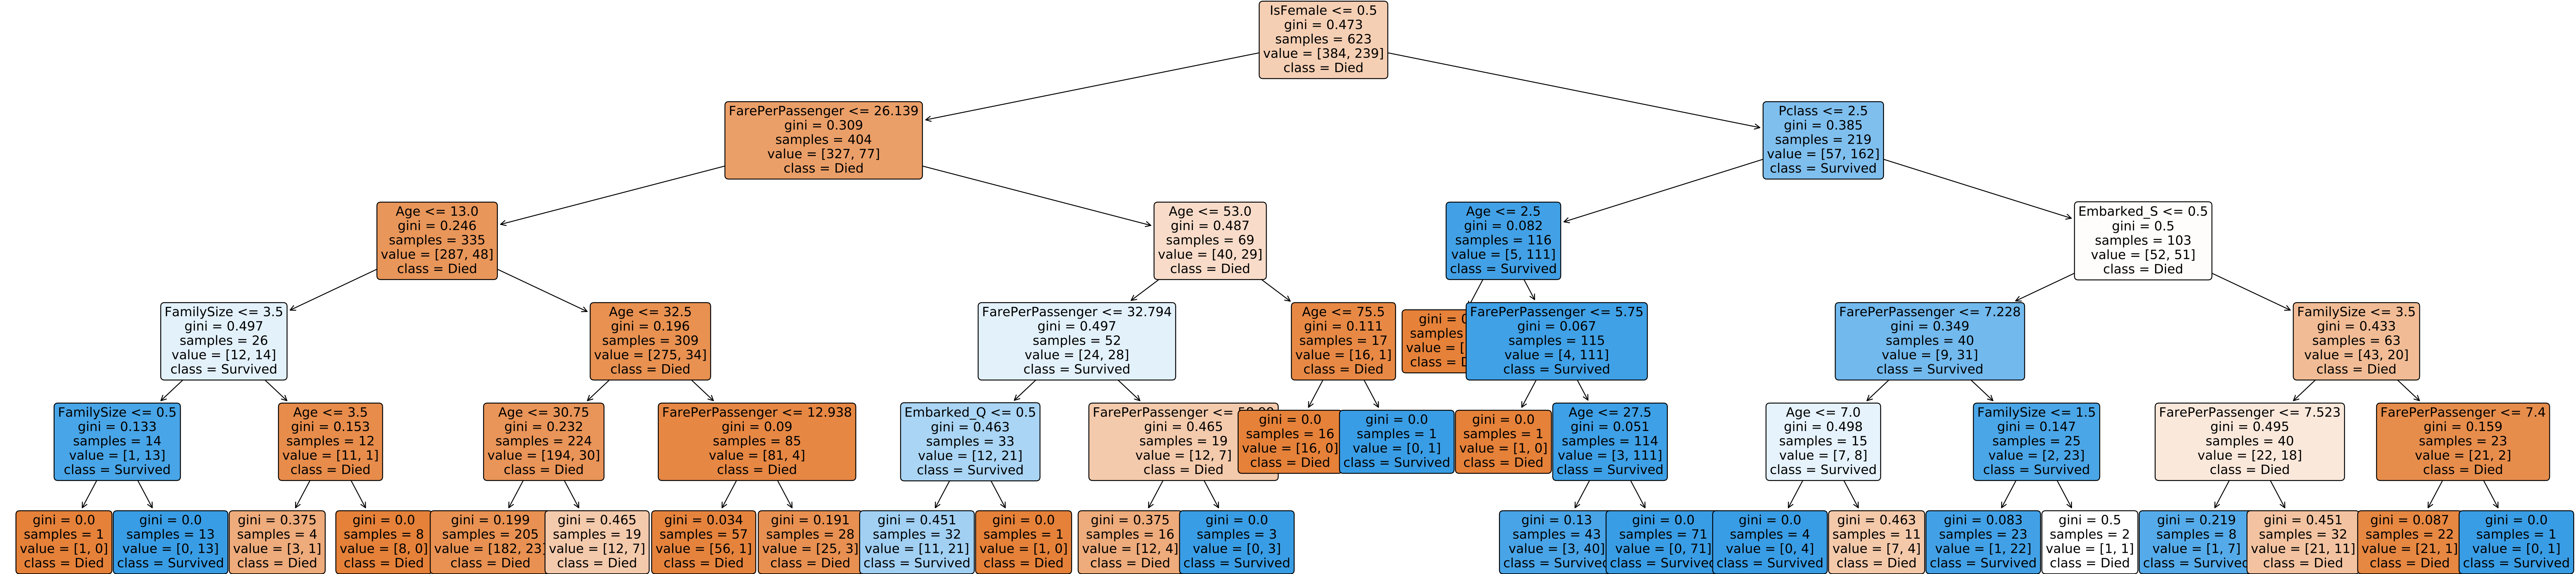 IsFemale <= 0.5
gini = 0.473
samples = 623
value = [384, 239]
class = Died
FarePerPassenger <= 26.139
gini = 0.309
samples = 404
value = [327, 77]
class = Died
Pclass <= 2.5
gini = 0.385
samples = 219
value = [57, 162]
class = Survived
Age <= 13.0
gini = 0.246
samples = 335
value = [287, 48]
class = Died
Age <= 53.0
gini = 0.487
samples = 69
value = [40, 29]
class = Died
Age <= 2.5
gini = 0.082
samples = 116
value = [5, 111]
class = Survived
Embarked_S <= 0.5
gini = 0.5
samples = 103
value = [52, 51]
class = Died
FamilySize <= 3.5
gini = 0.497
samples = 26
value = [12, 14]
class = Survived
Age <= 32.5
gini = 0.196
samples = 309
value = [275, 34]
class = Died
FarePerPassenger <= 32.794
gini = 0.497
samples = 52
value = [24, 28]
class = Survived
Age <= 75.5
gini = 0.111
samples = 17
value = [16, 1]
class = Died
gini =
samples
value =
class =
FarePerPassenger <= 5.75
gini = 0.067
samples = 115
value = [4, 111]
class = Survived
FarePerPassenger <= 7.228
gini = 0.349
samples = 40
value = [9, 31]
class = Survived
FamilySize <= 3.5
gini = 0.433
samples = 63
value = [43, 20]
class = Died
FamilySize <= 0.5
gini = 0.133
samples = 14
value = [1, 13]
class = Survived
Age <= 3.5
gini = 0.153
samples = 12
value = [11, 1]
class = Died
Age <= 30.75
gini = 0.232
samples = 224
value = [194, 30]
class = Died
FarePerPassenger <= 12.938
gini = 0.09
samples = 85
value = [81, 4]
class = Died
Embarked_Q <= 0.5
gini = 0.463
samples = 33
value = [12, 21]
class = Survived
FarePerPassenger <=
gini = 0.465
samples = 19
value = [12, 7]
class = Died
gini = 0.0
samples = 16
value = [16, 0]
class = Died
gini = 0.0
samples = 1
value = [0, 1]
class = Survived
gini = 0.0
samples = 1
value = [1, 0]
class = Died
Age <= 27.5
gini = 0.051
samples = 114
value = [3, 111]
class = Survived
Age <= 7.0
gini = 0.498
samples = 15
value = [7, 8]
class = Survived
FamilySize <= 1.5
gini = 0.147
samples = 25
value = [2, 23]
class = Survived
FarePerPassenger <= 7.523
gini = 0.495
samples = 40
value = [22, 18]
class = Died
FarePerPassenger <= 7.4
gini = 0.159
samples = 23
value = [21, 2]
class = Died
gini = 0.0
samples = 1
value = [1, 0]
class = Died
gini = 0.0
samples = 13
value = [0, 13]
class = Survived
gini = 0.375
samples = 4
value = [3, 1]
class = Died
gini = 0.0
samples = 8
value = [8, 0]
class = Died
gini = 0.199
samples = 205
value = [182, 23]
class = Died
gini = 0.465
samples = 19
value = [12, 7]
class = Died
gini = 0.034
samples = 57
value = [56, 1]
class = Died
gini = 0.191
samples = 28
value = [25, 3]
class = Died
gini = 0.451
samples = 32
value = [11, 21]
class = Survived
gini = 0.0
samples = 1
value = [1, 0]
class = Died
gini = 0.375
samples = 16
value = [12, 4]
class = Died
gini = 0.0
samples = 3
value = [0, 3]
class = Survived
gini = 0.13
samples = 43
value = [3, 40]
class = Survived
gini = 0.0
samples = 71
value = [0, 71]
class = Survived
gini = 0.0
samples = 4
value = [0, 4]
class = Survived
gini = 0.463
samples = 11
value = [7, 4]
class = Died
gini = 0.083
samples = 23
value = [1, 22]
class = Survived
gini = 0.5
samples = 2
value = [1, 1]
class = Died
gini = 0.219
samples = 8
value = [1, 7]
class = Survived
gini = 0.451
samples = 32
value = [21, 11]
class = Died
gini = 0.087
samples = 22
value = [21, 1]
class = Died
gini = 0.0
samples = 1
value = [0, 1]
class = Survived